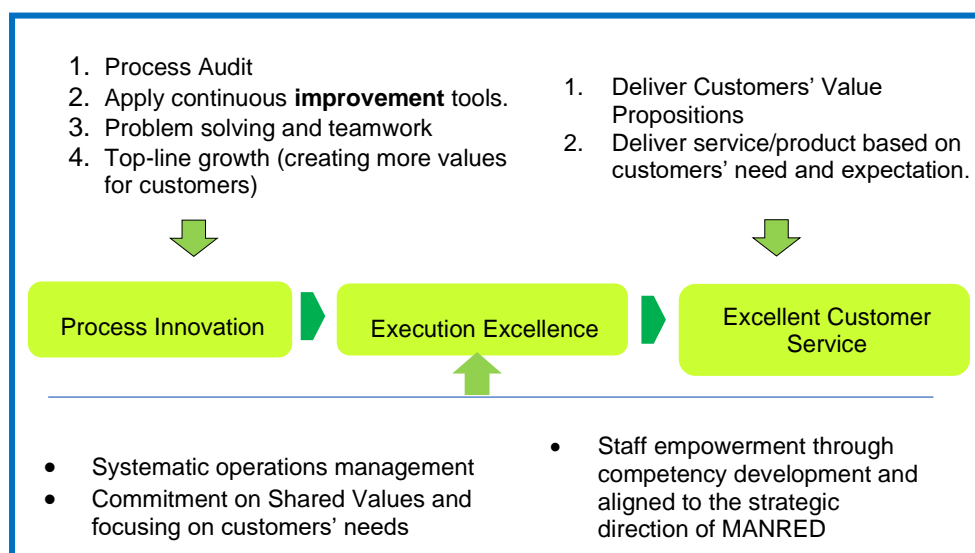 1. Process Audit
2. Apply continuous improvement tools.
3. Problem solving and teamwork
4. Top-line growth (creating more values
for customers)
1. Deliver Customers' Value
Propositions
2. Deliver service/product based on
customers' need and expectation.
Process Innovation
Execution Excellence
Excellent Customer
Service
• Systematic operations management
• Commitment on Shared Values and
focusing on customers' needs
• Staff empowerment through
competency development and
aligned to the strategic
direction of MANRED